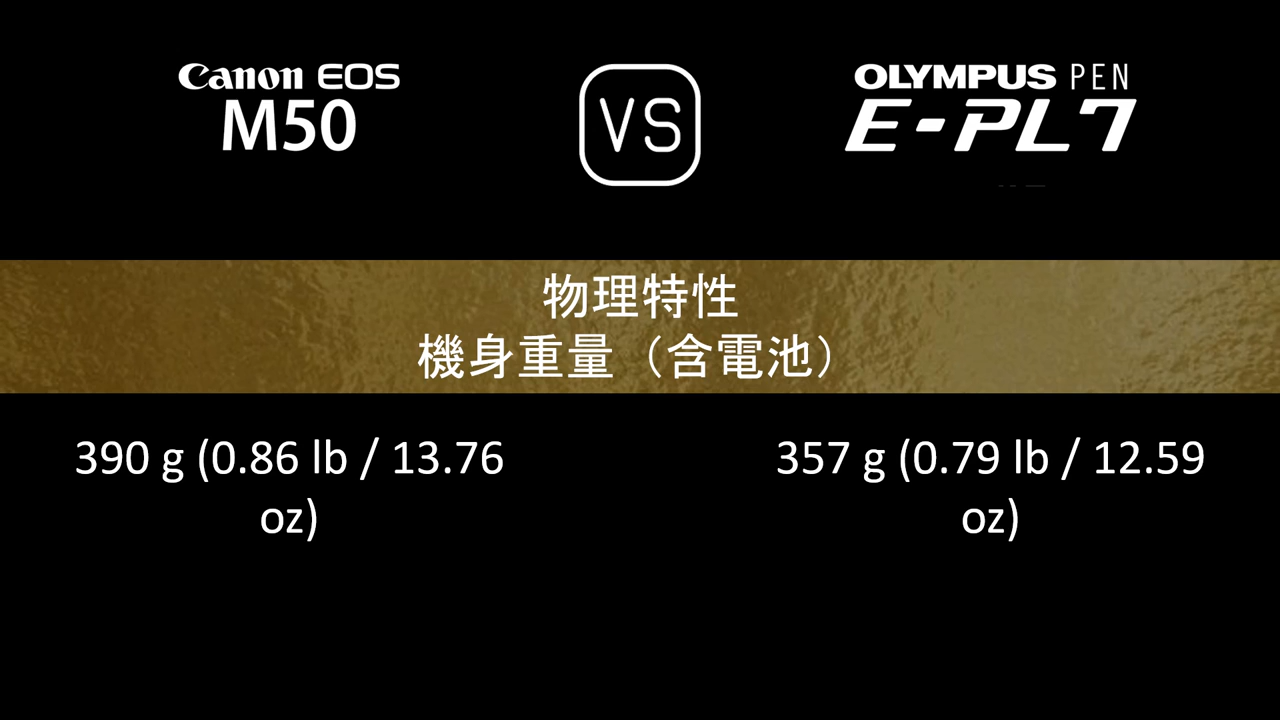 Canon EOS
M50
VS
OLYMPUS PEN
E-PL7
物理特性
機身重量（含電池）
390 g (0.86 lb / 13.76
oz)
357 g (0.79 lb / 12.59
oz)